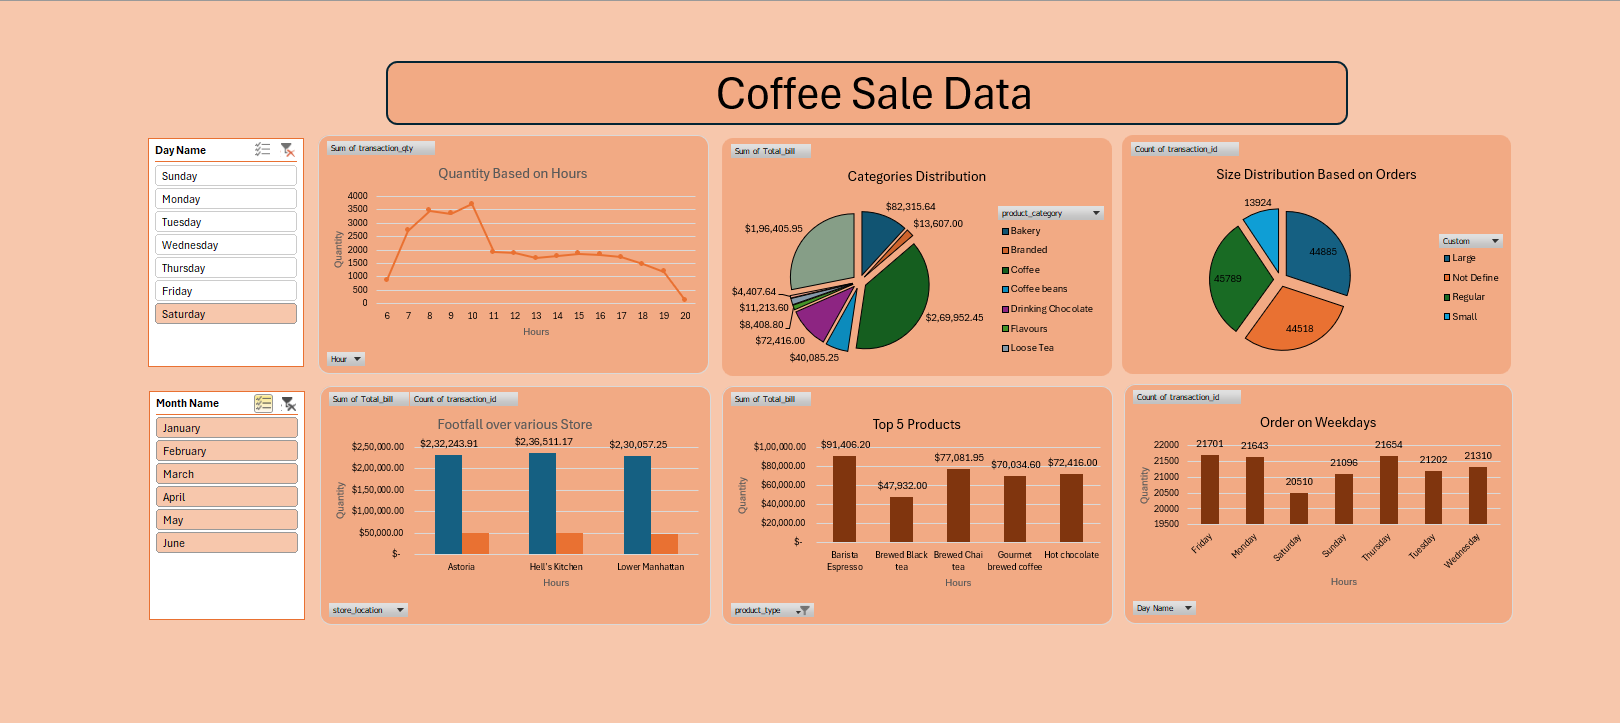 Coffee Sale Data
Day Name
Sunday
Monday
Tuesday
Wednesday
Thursday
Friday
Saturday
Sum of transaction_qty
Quantity Based on Hours
Quantity
4000
3500
3000
2500
2000
1500
1000
500
0
6 7 8 9 10 11 12 13 14 15 16 17 18 19 20
Hours
Hour
Sum of Total_bill
Categories Distribution
$82,315.64
$13,607.00
$1,96,405.95
$4,407.64
$11,213.60
$8,408.80
$72,416.00
$40,085.25
$2,69,952.45
product_category
Bakery
Branded
Coffee
Coffee beans
Drinking Chocolate
Flavours
Loose Tea
Count of transaction_id
Size Distribution Based on Orders
13924
44885
45789
44518
Custom
Large
Not Define
Regular
Small
Month Name
January
February
March
April
May
June
Sum of Total_bill Count of transaction_id
Footfall over various Store
Quantity
$2,50,000.00
$2,00,000.00
$1,50,000.00
$1,00,000.00
$50,000.00
$-
$2,32,243.91 $2,36,511.17 $2,30,057.25
Astoria Hell's Kitchen Lower Manhattan
Hours
store_location
Sum of Total_bill
Top 5 Products
Quantity
$1,00,000.00
$80,000.00
$60,000.00
$40,000.00
$20,000.00
$-
$91,406.20
$47,932.00
$77,081.95
$70,034.60
$72,416.00
Barista Espresso
Brewed Black tea
Brewed Chai tea
Gourmet brewed coffee
Hot chocolate
Hours
product_type
Count of transaction_id
Order on Weekdays
Quantity
22000
21500
21000
20500
20000
19500
21701
21643
20510
21096
21654
21202
21310
Friday
Monday
Saturday
Sunday
Thursday
Tuesday
Wednesday
Hours
Day Name